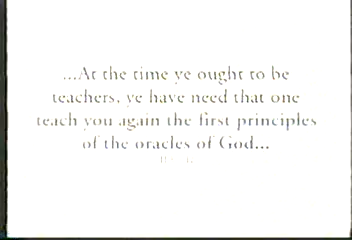 ...At the time ye ought to be
teachers, ye have need that one
teach you again the first principles
of the oracles of God...